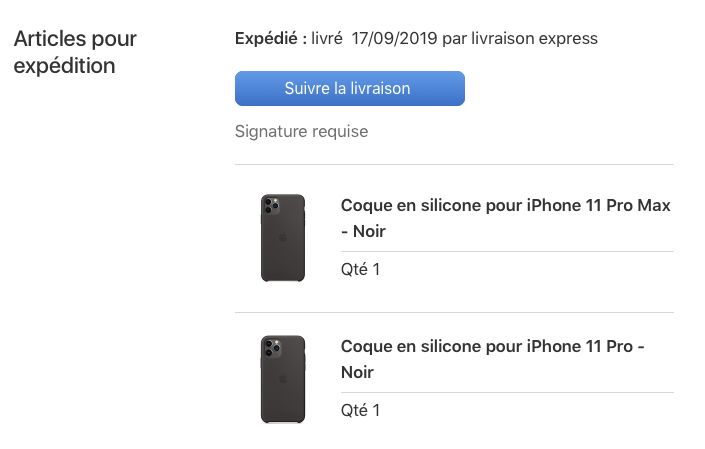 Articles pour
expédition
Expédié : livré 17/09/2019 par livraison express
Suivre la livraison
Signature requise
Coque en silicone pour iPhone 11 Pro Max
- Noir
Qté 1
Coque en silicone pour iPhone 11 Pro -
Noir
Qté 1